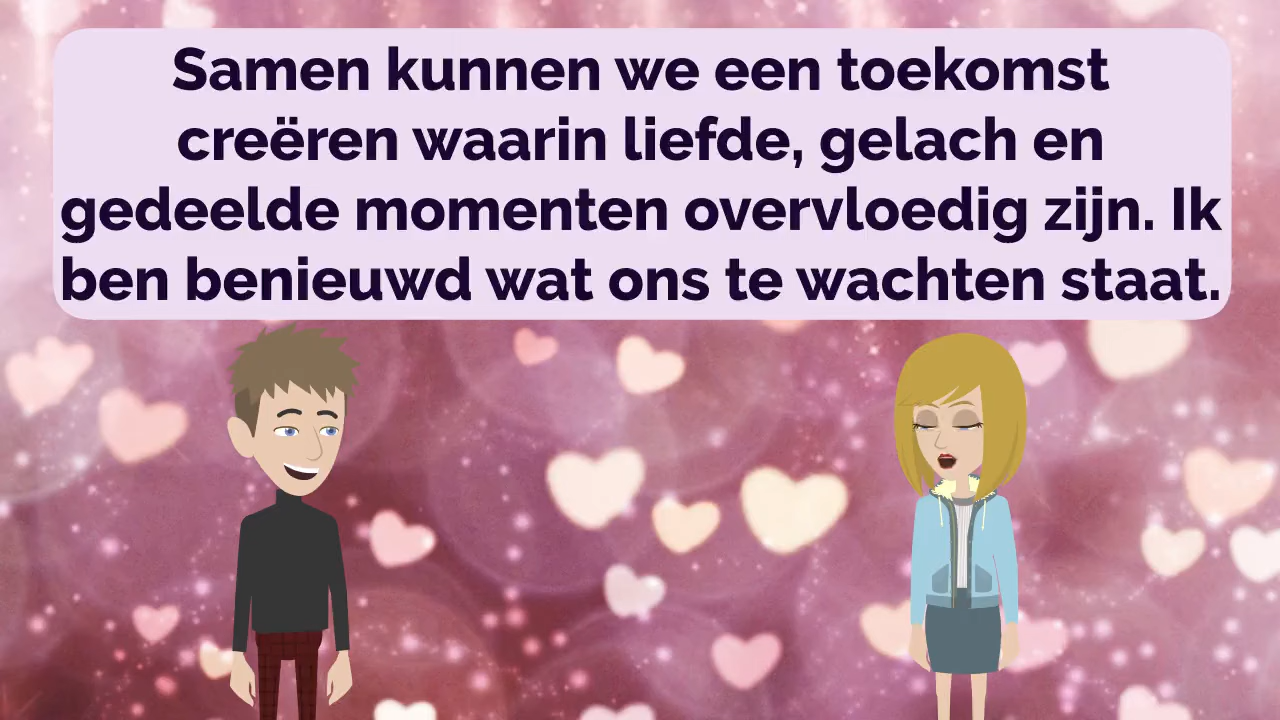 Samen kunnen we een toekomst
creëren waarin liefde, gelach en
gedeelde momenten overvloedig zijn. Ik
ben benieuwd wat ons te wachten staat.